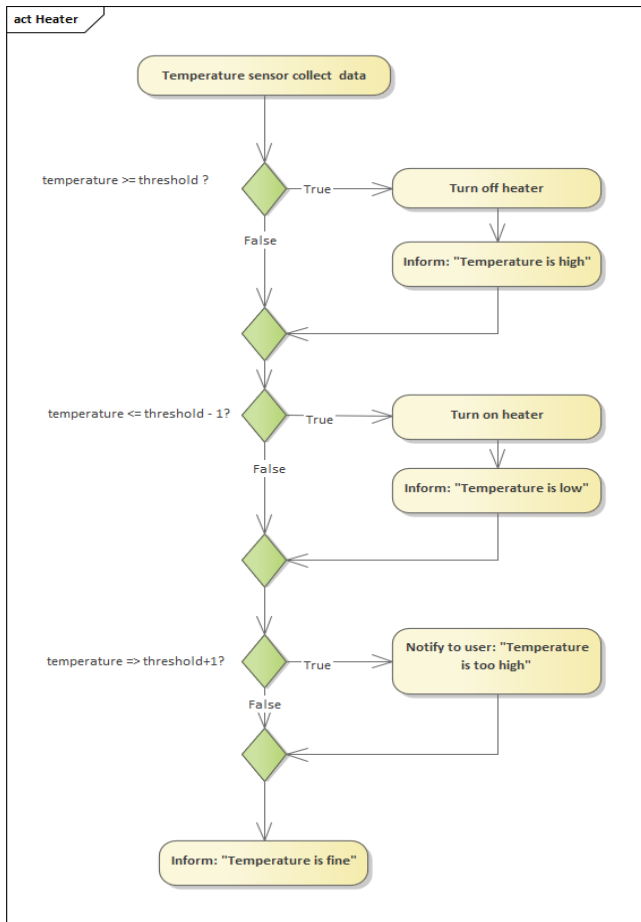 act Heater
Temperature sensor collect data
temperature >= threshold ?
True
Turn off heater
False
Inform: "Temperature is high"
temperature <= threshold - 1?
True
Turn on heater
False
Inform: "Temperature is low"
temperature => threshold+1?
True
Notify to user: "Temperature
is too high"
False
Inform: "Temperature is fine"